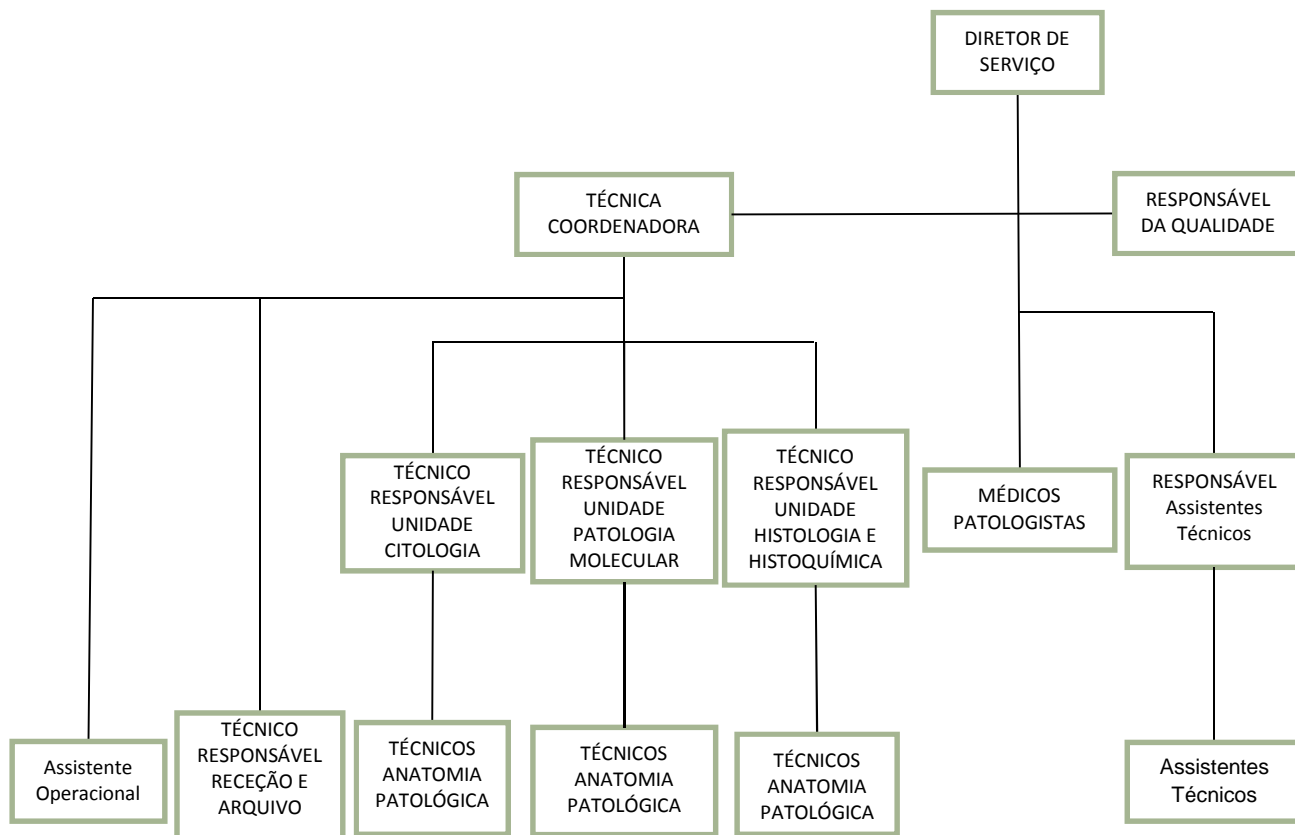 DIRETOR DE
SERVIÇO
TÉCNICA
COORDENADORA
RESPONSÁVEL
DA QUALIDADE
TÉCNICO
RESPONSÁVEL
UNIDADE
CITOLOGIA
TÉCNICO
RESPONSÁVEL
UNIDADE
PATOLOGIA
MOLECULAR
TÉCNICO
RESPONSÁVEL
UNIDADE
HISTOLOGIA E
HISTOQUÍMICA
MÉDICOS
PATOLOGISTAS
RESPONSÁVEL
Assistentes
Técnicos
Assistente
Operacional
TÉCNICO
RESPONSÁVEL
RECEÇÃO E
ARQUIVO
TÉCNICOS
ANATOMIA
PATOLÓGICA
TÉCNICOS
ANATOMIA
PATOLÓGICA
TÉCNICOS
ANATOMIA
PATOLÓGICA
Assistentes
Técnicos